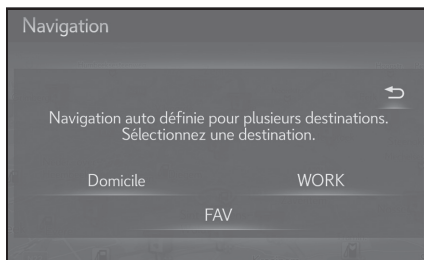 Navigation
Navigation auto définie pour plusieurs destinations.
Sélectionnez une destination.
Domicile WORK
FAV